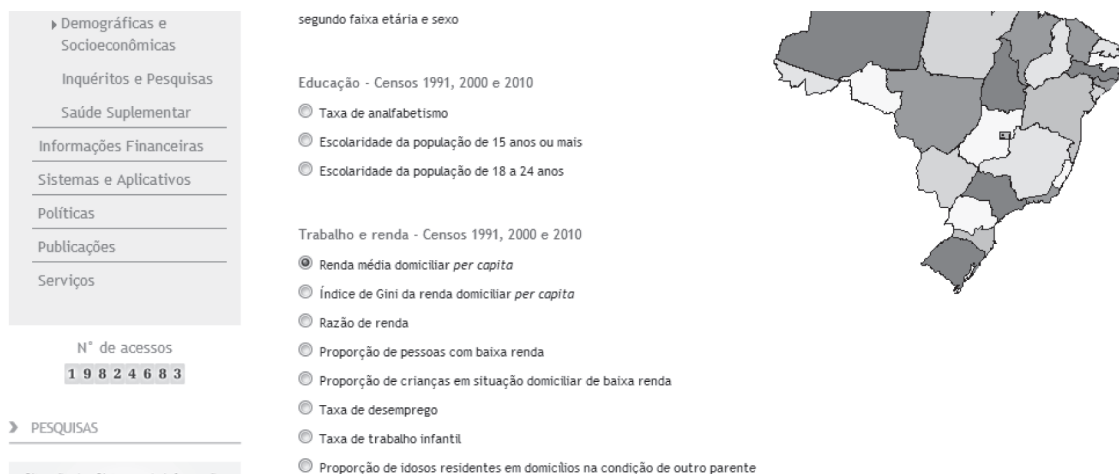 Demográficas e
Socioeconômicas
Inquéritos e Pesquisas
Saúde Suplementar
Informações Financeiras
Sistemas e Aplicativos
Políticas
Publicações
Serviços
N° de acessos
19824683
PESQUISAS
segundo faixa etária e sexo
Educação - Censos 1991, 2000 e 2010
Taxa de analfabetismo
Escolaridade da população de 15 anos ou mais
Escolaridade da população de 18 a 24 anos
Trabalho e renda - Censos 1991, 2000 e 2010
Renda média domiciliar per capita
Índice de Gini da renda domiciliar per capita
Razão de renda
Proporção de pessoas com baixa renda
Proporção de crianças em situação domiciliar de baixa renda
Taxa de desemprego
Taxa de trabalho infantil
Proporção de idosos residentes em domicílios na condição de outro parente